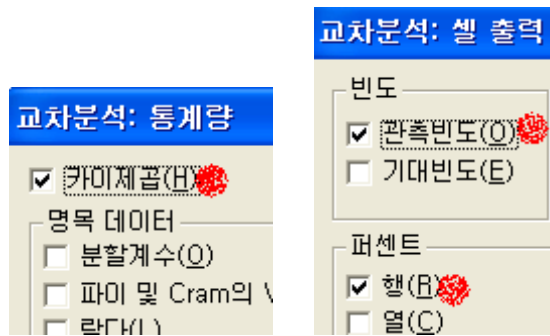 교차분석: 통계량
카이제곱(H)
명목 데이터
분할계수(O)
파이 및 Cram의 V
람다(L)
교차분석: 셀 출력
빈도
관측빈도(O)
기대빈도(E)
퍼센트
행(R)
열(C)